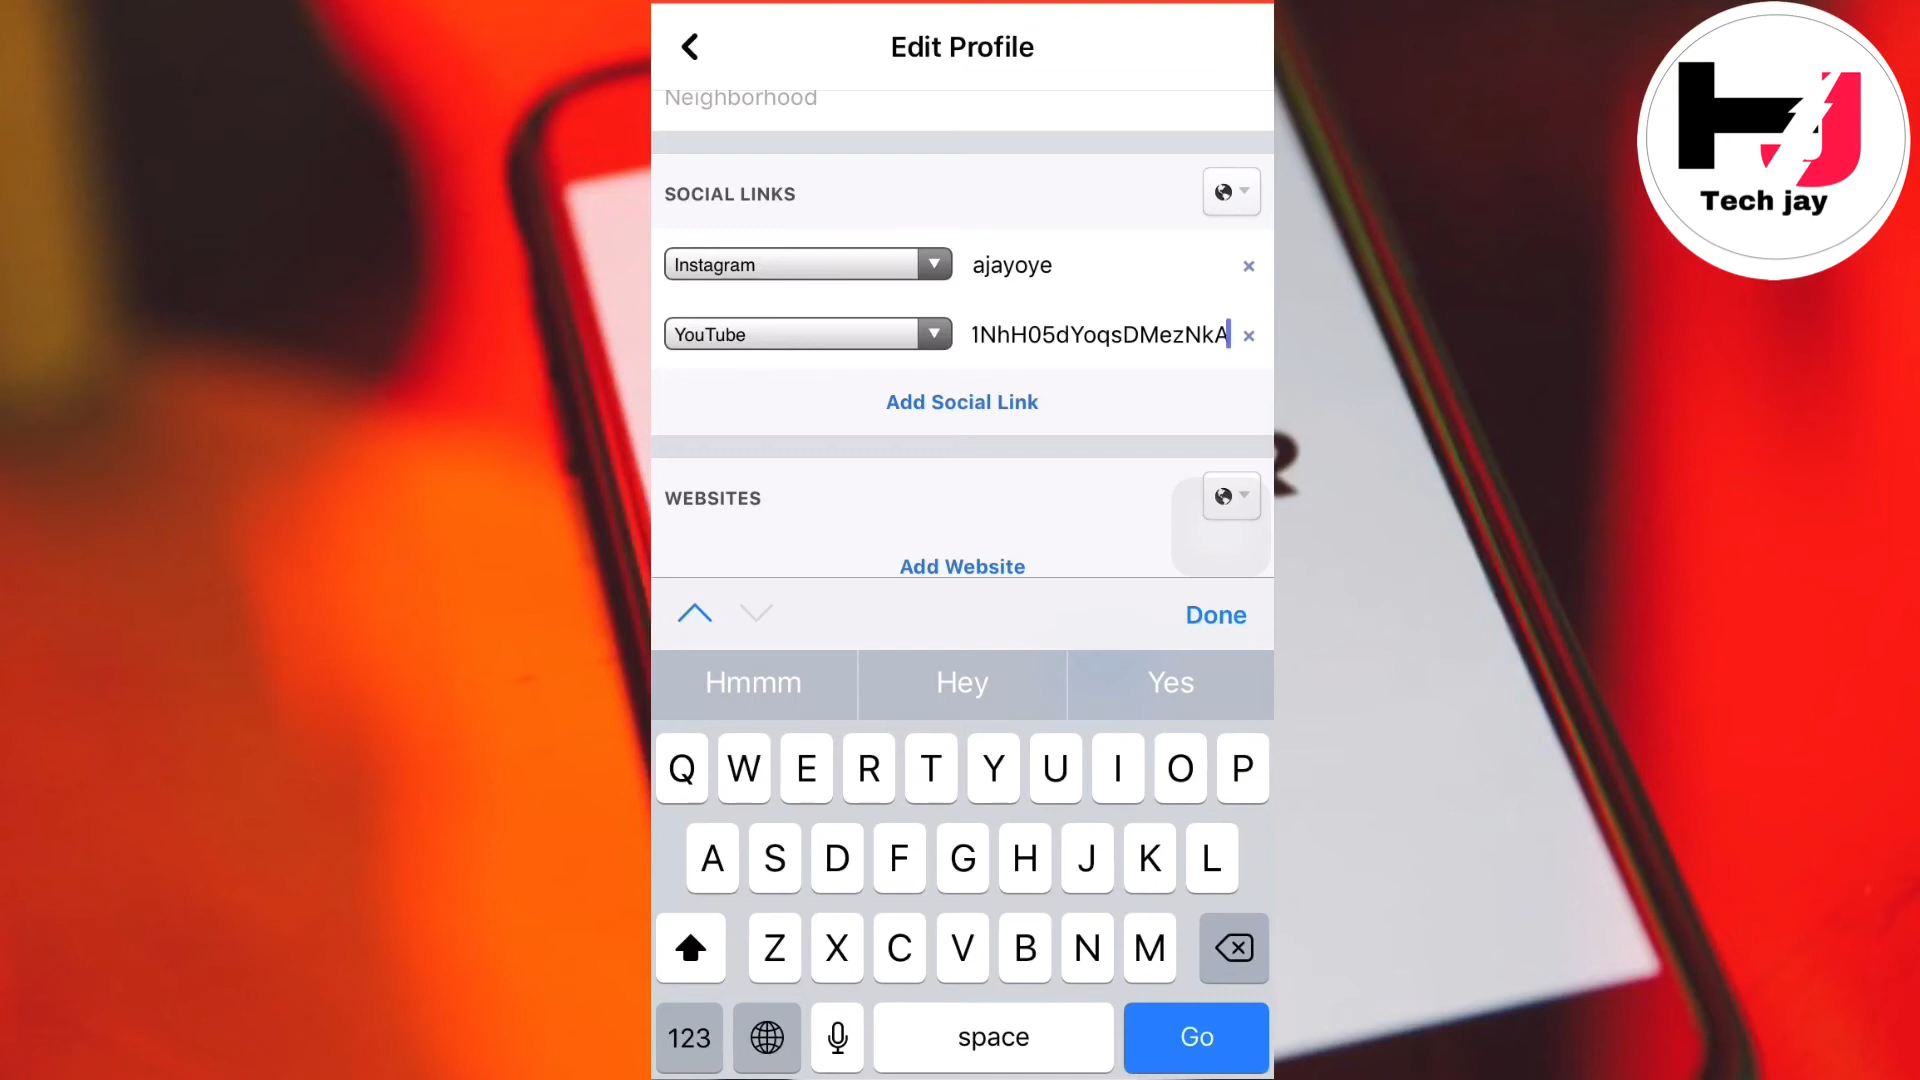 Edit Profile
Neighborhood
SOCIAL LINKS
Instagram ajayoye
YouTube 1NhH05dYoqsDMezNkA
Add Social Link
WEBSITES
Add Website
Done
Hmmm Hey Yes
Q W E R T Y U I O P
A S D F G H J K L
Z X C V B N M
123 space Go
HJ
Tech jay
R